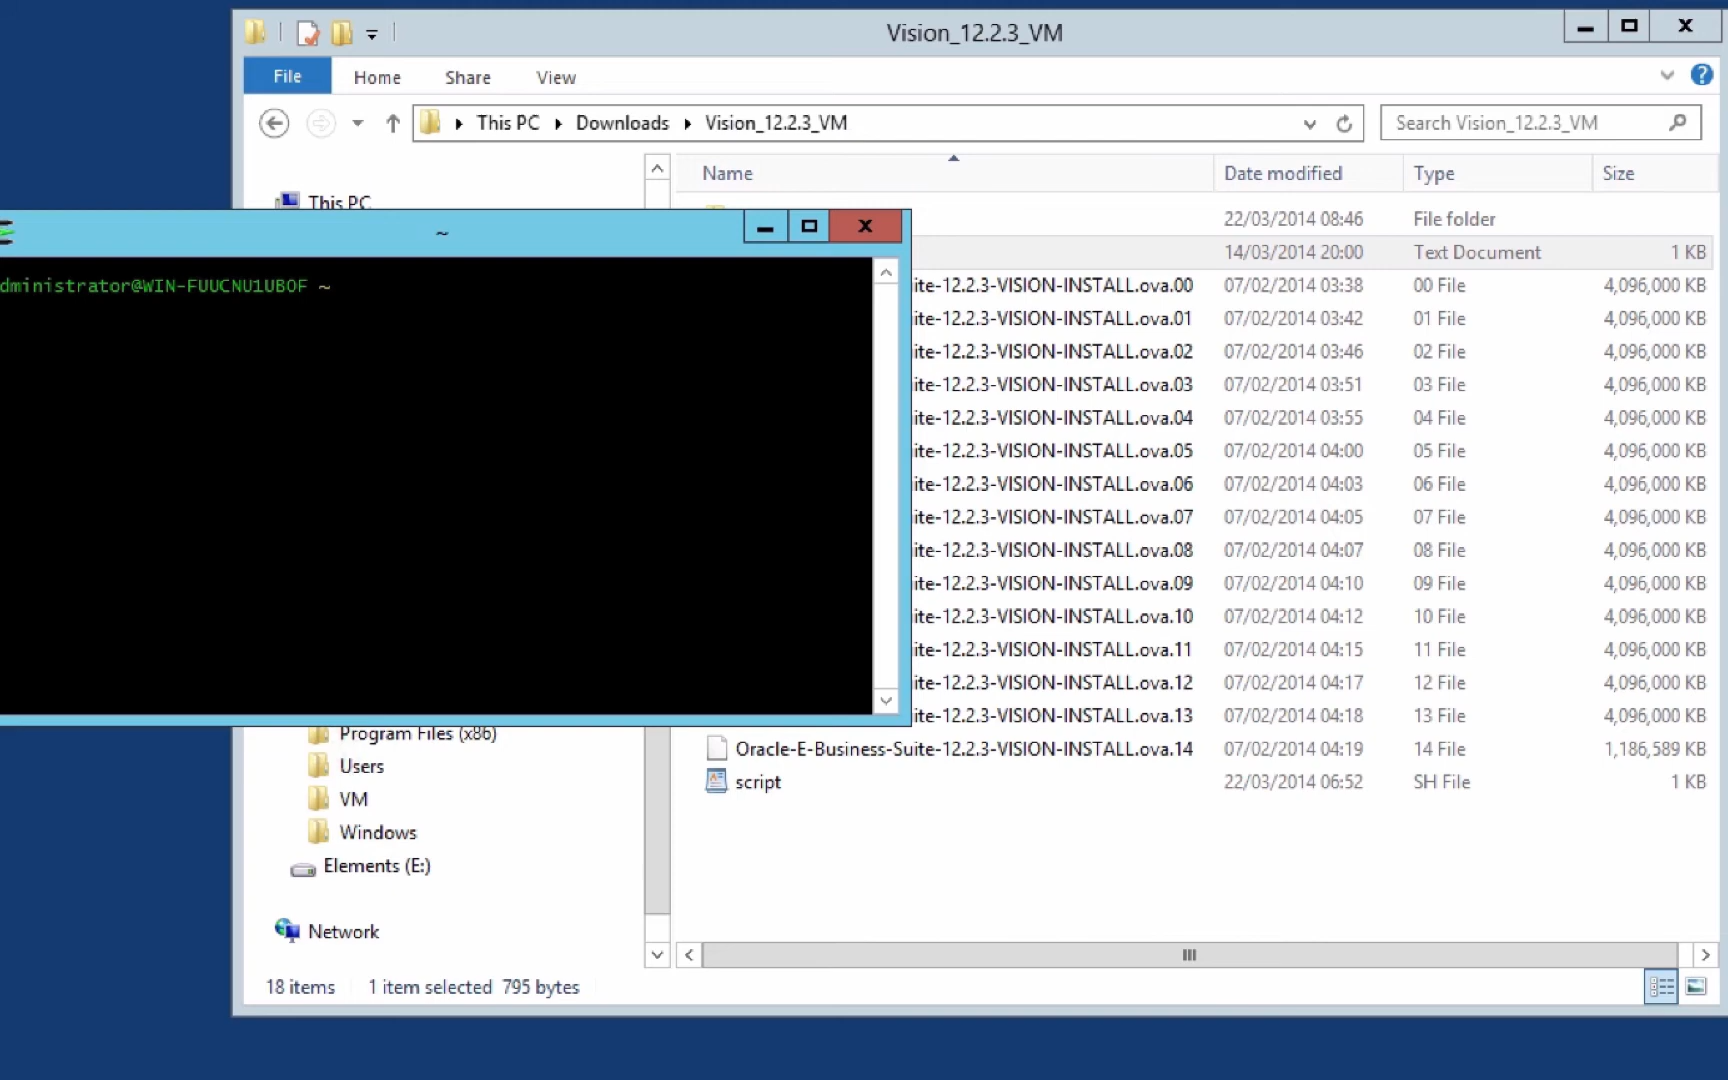 Vision_12.2.3_VM
File Home Share View
This PC Downloads Vision_12.2.3_VM
Search Vision_12.2.3_VM
Name Date modified Type Size
This PC
22/03/2014 08:46 File folder
14/03/2014 20:00 Text Document 1 KB
~
dministrator@WIN-FUUCNU1UBOF ~
ite-12.2.3-VISION-INSTALL.ova.00 07/02/2014 03:38 00 File 4,096,000 KB
ite-12.2.3-VISION-INSTALL.ova.01 07/02/2014 03:42 01 File 4,096,000 KB
ite-12.2.3-VISION-INSTALL.ova.02 07/02/2014 03:46 02 File 4,096,000 KB
ite-12.2.3-VISION-INSTALL.ova.03 07/02/2014 03:51 03 File 4,096,000 KB
ite-12.2.3-VISION-INSTALL.ova.04 07/02/2014 03:55 04 File 4,096,000 KB
ite-12.2.3-VISION-INSTALL.ova.05 07/02/2014 04:00 05 File 4,096,000 KB
ite-12.2.3-VISION-INSTALL.ova.06 07/02/2014 04:03 06 File 4,096,000 KB
ite-12.2.3-VISION-INSTALL.ova.07 07/02/2014 04:05 07 File 4,096,000 KB
ite-12.2.3-VISION-INSTALL.ova.08 07/02/2014 04:07 08 File 4,096,000 KB
ite-12.2.3-VISION-INSTALL.ova.09 07/02/2014 04:10 09 File 4,096,000 KB
ite-12.2.3-VISION-INSTALL.ova.10 07/02/2014 04:12 10 File 4,096,000 KB
ite-12.2.3-VISION-INSTALL.ova.11 07/02/2014 04:15 11 File 4,096,000 KB
ite-12.2.3-VISION-INSTALL.ova.12 07/02/2014 04:17 12 File 4,096,000 KB
ite-12.2.3-VISION-INSTALL.ova.13 07/02/2014 04:18 13 File 4,096,000 KB
Program Files (x86)
Oracle-E-Business-Suite-12.2.3-VISION-INSTALL.ova.14 07/02/2014 04:19 14 File 1,186,589 KB
Users
script 22/03/2014 06:52 SH File 1 KB
VM
Windows
Elements (E:)
Network
18 items 1 item selected 795 bytes